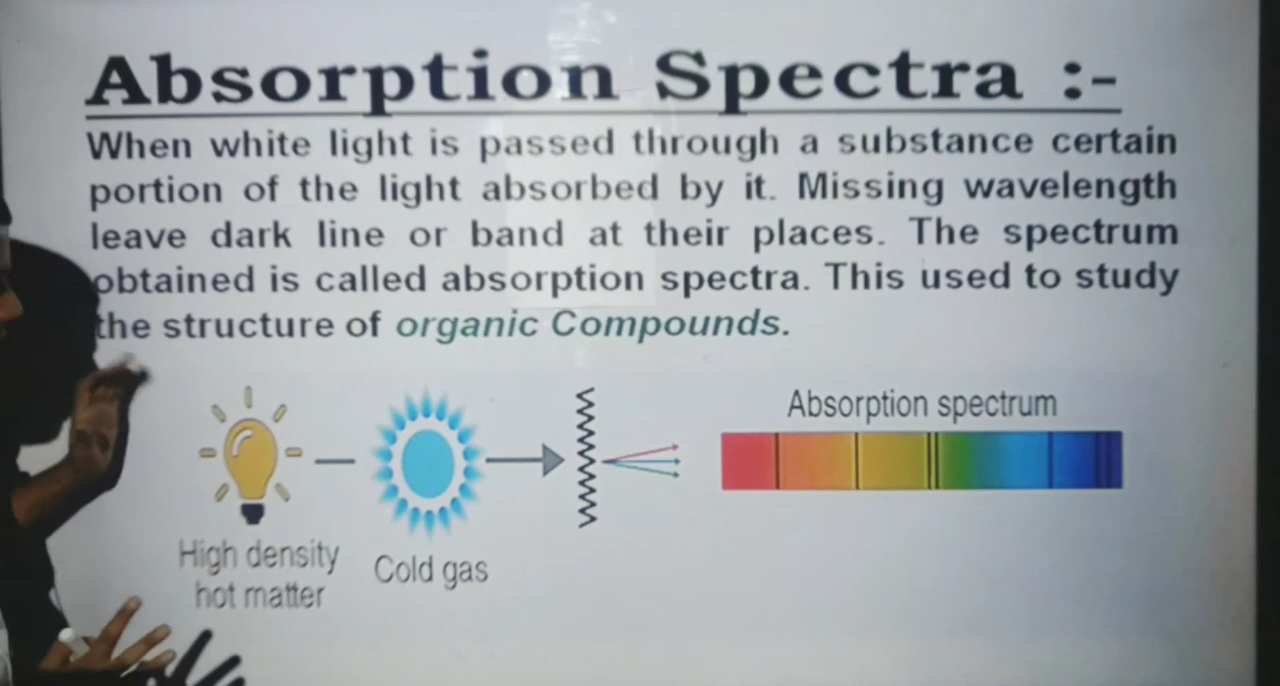 Absorption Spectra :-
When white light is passed through a substance certain
portion of the light absorbed by it. Missing wavelength
leave dark line or band at their places. The spectrum
obtained is called absorption spectra. This used to study
the structure of organic Compounds.
Absorption spectrum
High density
hot matter
Cold gas